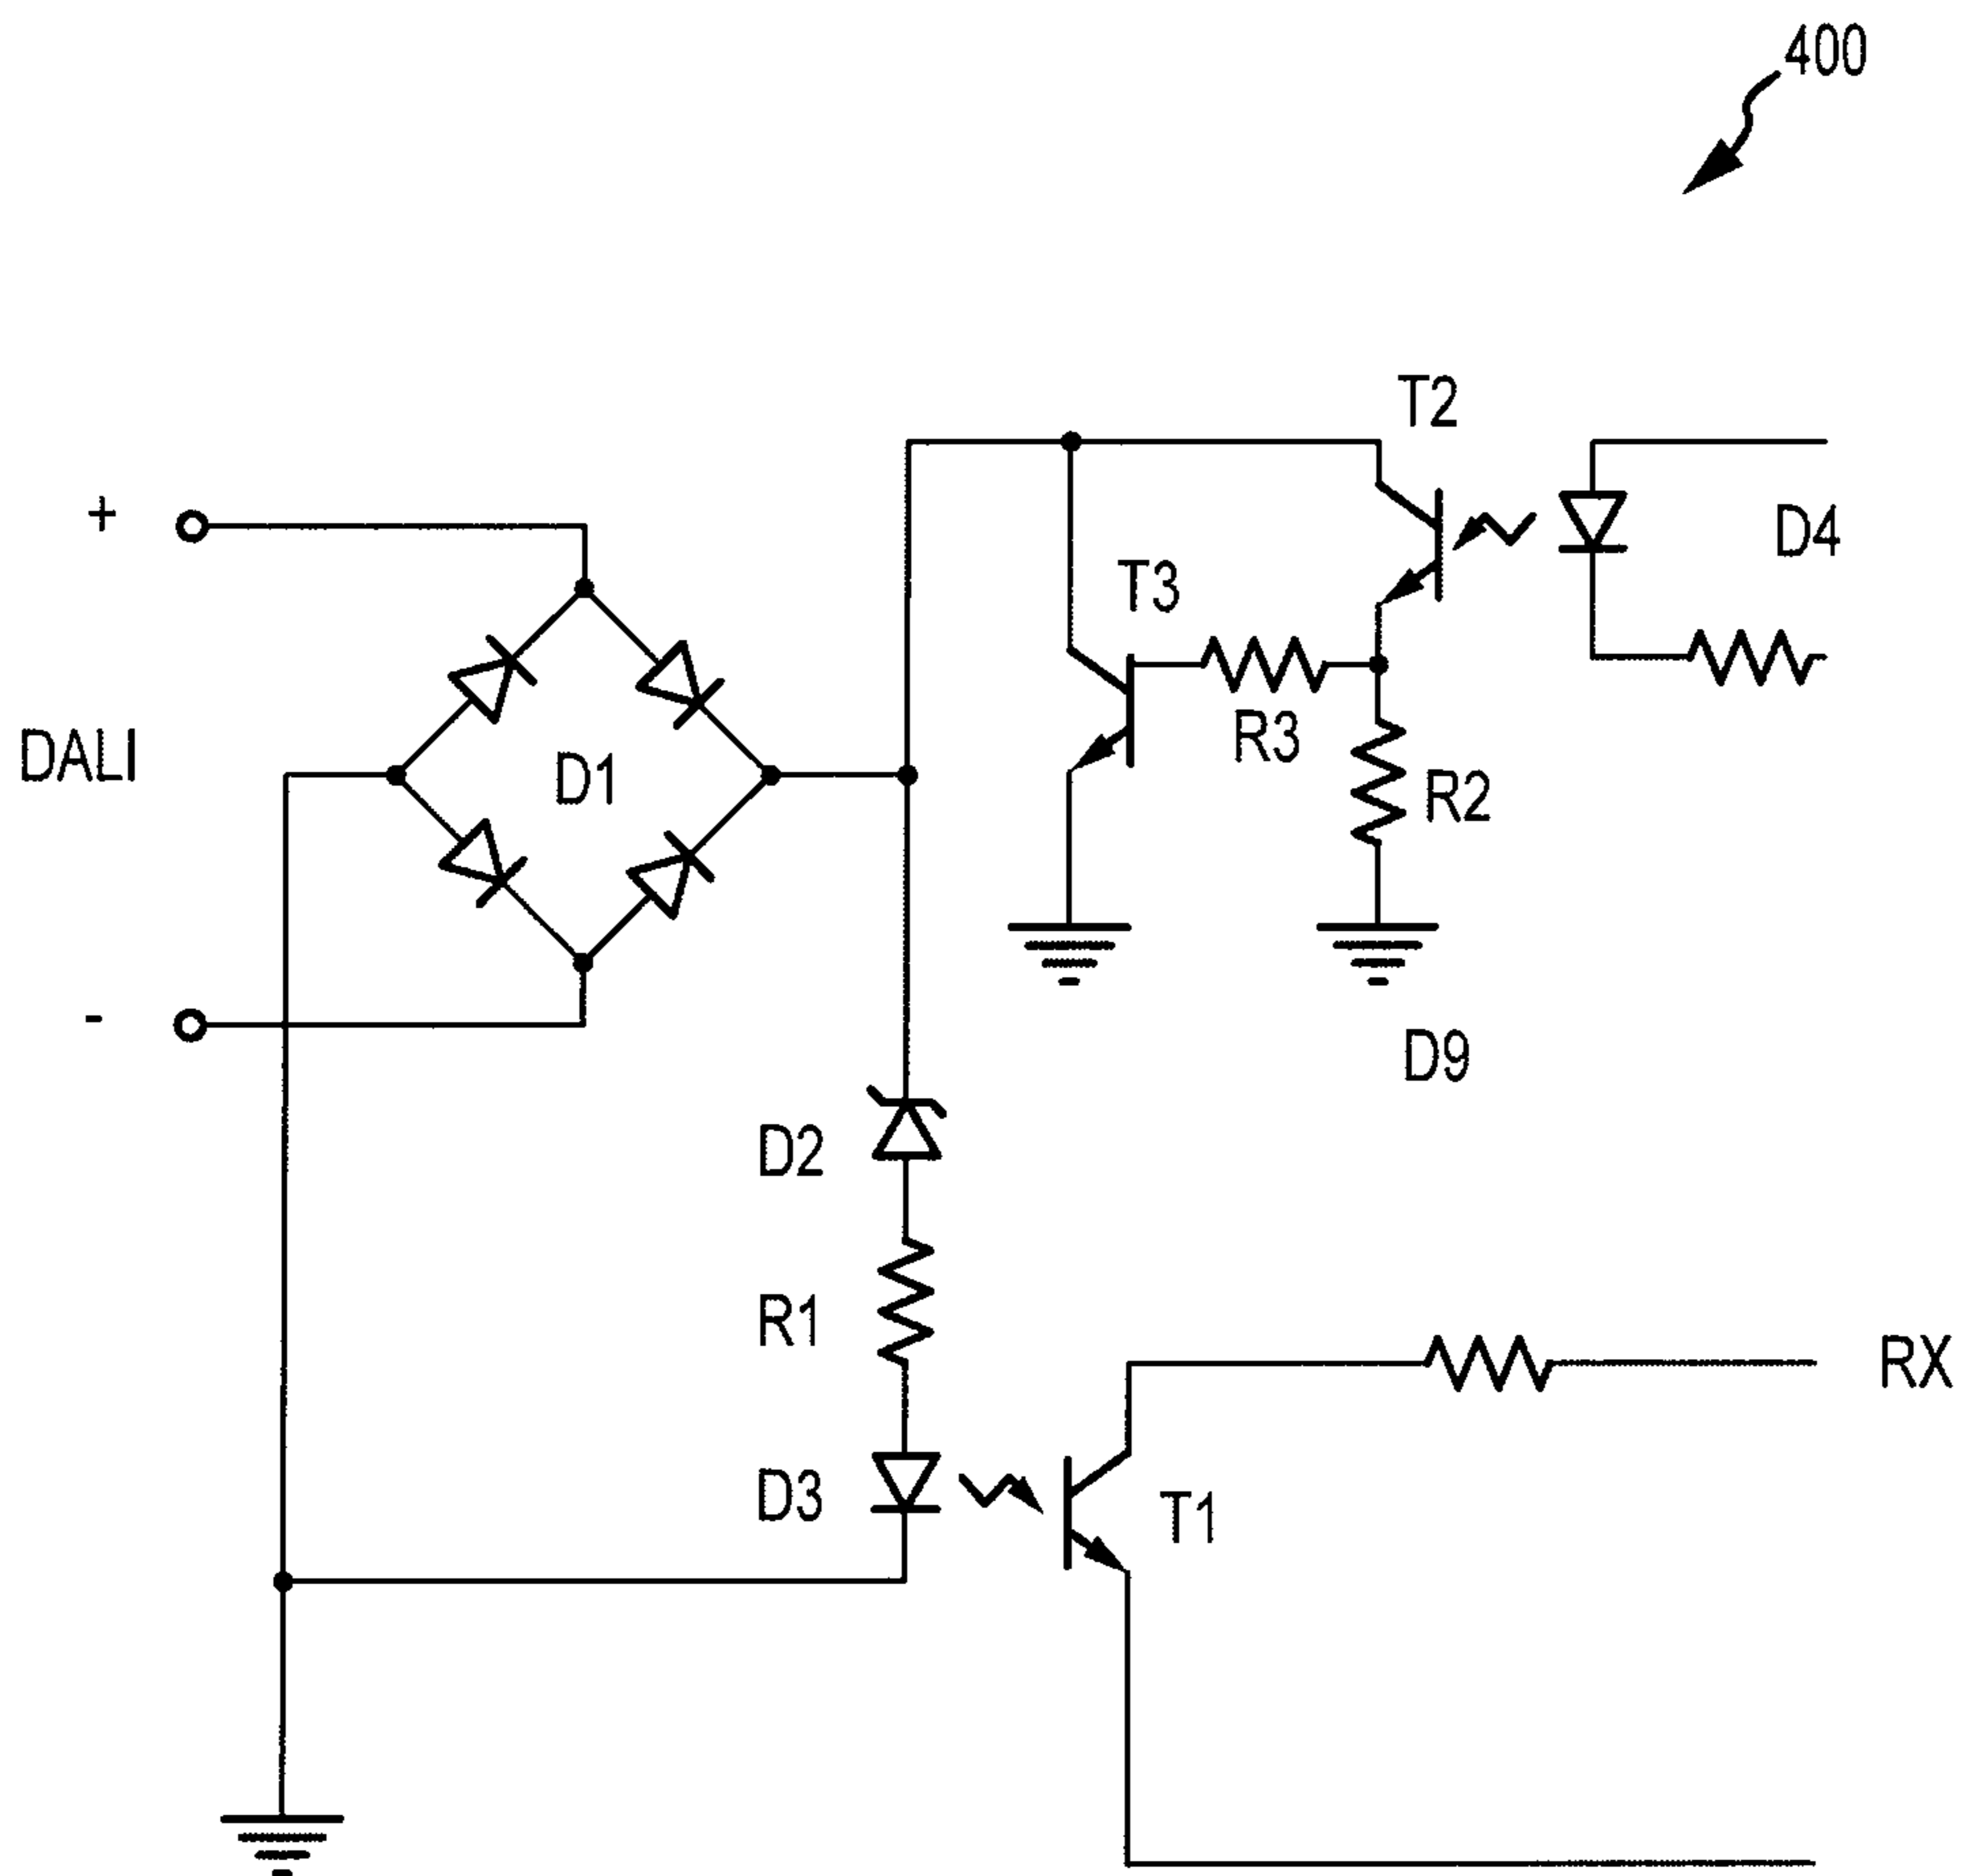 400
T2
+
D4
T3
DALI
D1
R3
R2
-
D9
D2
R1
RX
D3
T1